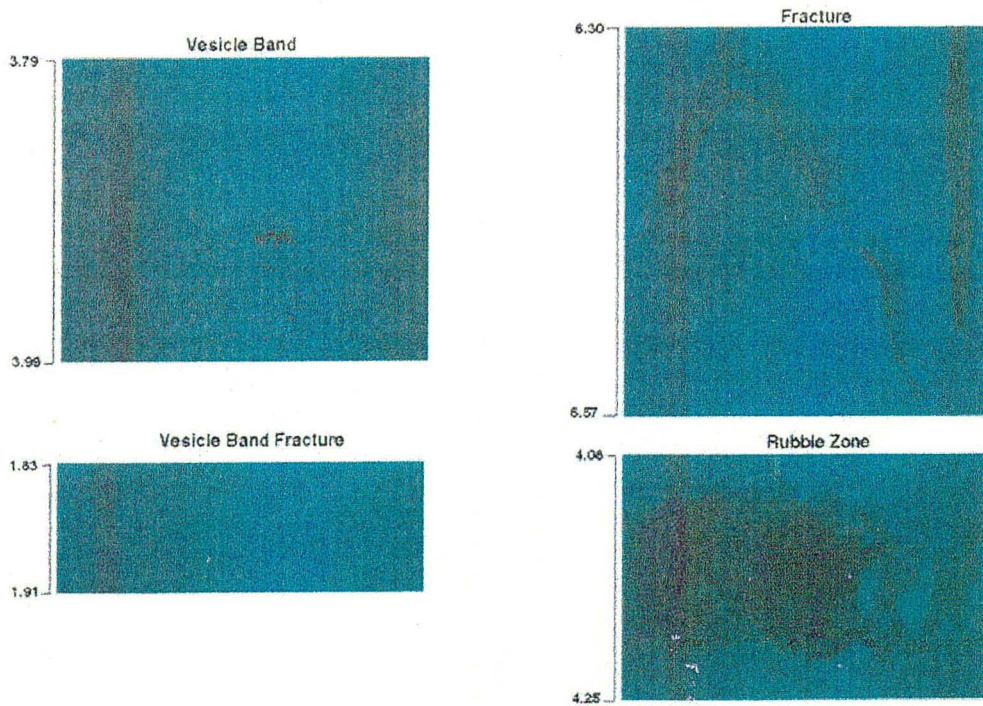 Vesicle Band
3.79
3.99
Fracture
6.30
6.57
Vesicle Band Fracture
1.83
1.91
Rubble Zone
4.08
4.25